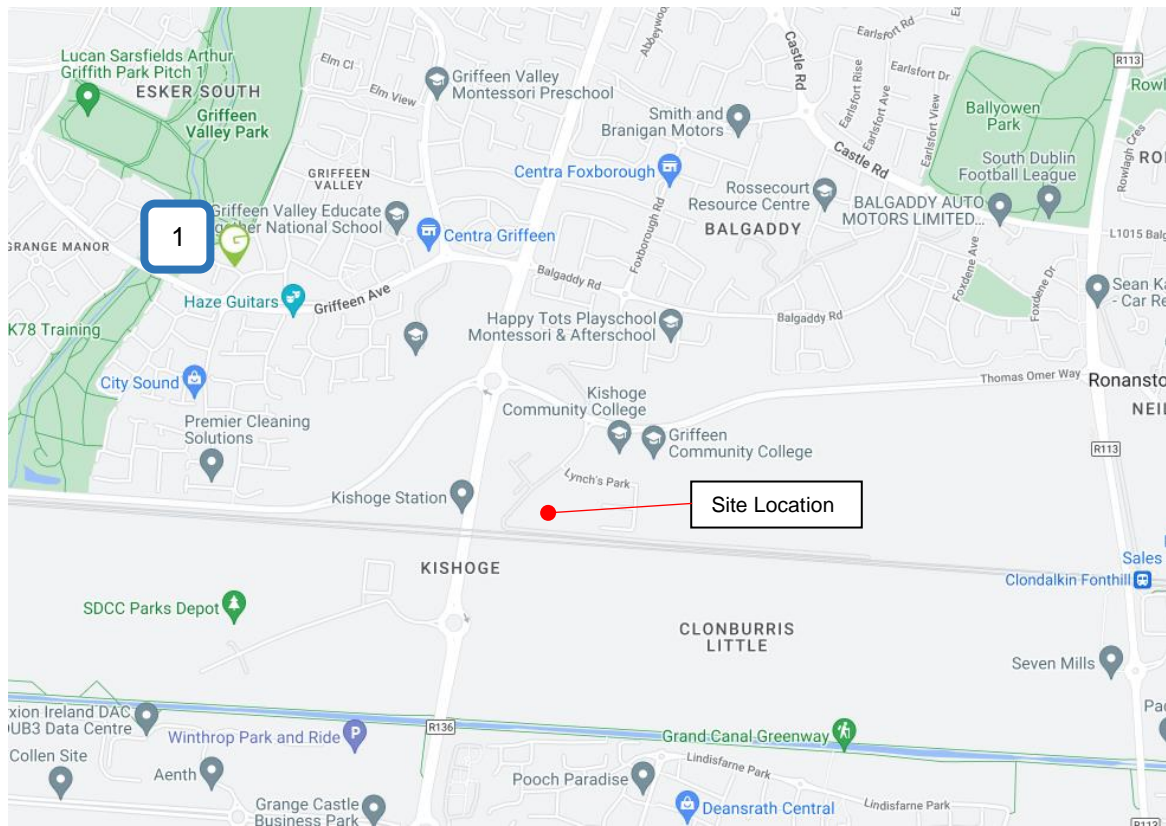 Lucan Sarsfields Arthur
Griffith Park Pitch 1
ESKER SOUTH
Griffeen
Valley Park
Elm Cl
Elm View
Griffeen Valley
Montessori Preschool
Castle Rd
Earlsfort Rd
Earlsfort Rise
Earlsfort Dr
Earlsfort Ave
Earlsfort View
R113
Ballyowen
Park
Smith and
Branigan Motors
Castle Rd
South Dublin
Football League
Rowlagh Cres
GRIFFEEN
VALLEY
Centra Foxborough
Rossecourt
Resource Centre
BALGADDY AUTO
MOTORS LIMITED...
BALGADDY
1
Griffeen Valley Educate
National School
GRANGE MANOR
Centra Griffeen
Foxborough Rd
L1015
Balgaddy Rd
Foxdene Ave
Foxdene Dr
Haze Guitars
Griffeen Ave
K78 Training
Happy Tots Playschool
Montessori & Afterschool
Balgaddy Rd
City Sound
Kishoge
Community College
Thomas Omer Way
Premier Cleaning
Solutions
Griffeen
Community College
R113
Lynch's Park
Kishoge Station
Site Location
KISHOGE
Sales
Clondalkin Fonthill
SDCC Parks Depot
CLONBURRIS
LITTLE
Seven Mills
Ireland DAC
Data Centre
Winthrop Park and Ride
R136
Grand Canal Greenway
Collen Site
Aenth
Pooch Paradise
Lindisfarne Park
Grange Castle
Business Park
Deansrath Central
Lindisfarne Park
R113